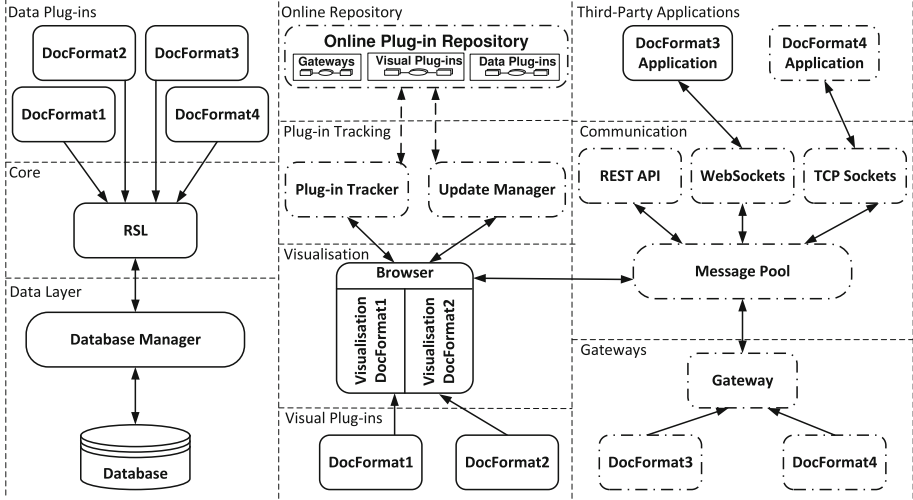 Data Plug-ins
DocFormat2
DocFormat3
DocFormat1
DocFormat4
Core
RSL
Data Layer
Database Manager
Database
Online Repository
Online Plug-in Repository
Gateways
Visual Plug-ins
Data Plug-ins
Plug-in Tracking
Plug-in Tracker
Update Manager
Visualisation
Browser
Visualisation
DocFormat1
Visualisation
DocFormat2
Visual Plug-ins
DocFormat1
DocFormat2
Third-Party Applications
DocFormat3
Application
DocFormat4
Application
Communication
REST API
WebSockets
TCP Sockets
Message Pool
Gateways
Gateway
DocFormat3
DocFormat4